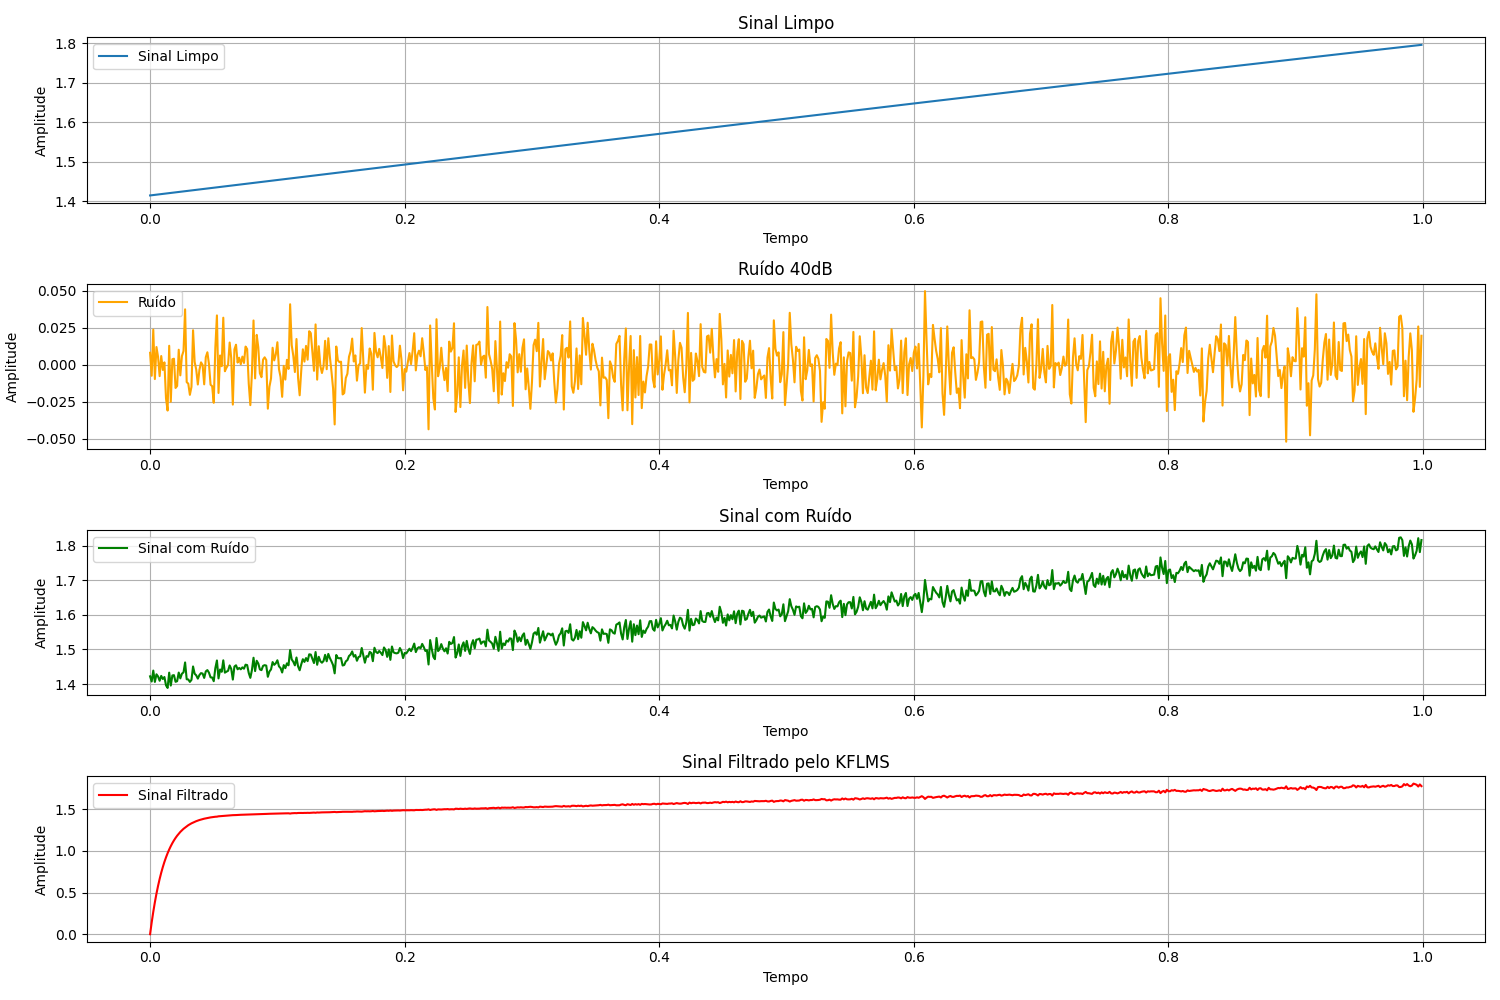 Sinal Limpo
Sinal Limpo
Amplitude
1.8
1.7
1.6
1.5
1.4
0.0 0.2 0.4 0.6 0.8 1.0
Tempo
Ruído 40dB
Ruído
Amplitude
0.050
0.025
0.000
−0.025
−0.050
0.0 0.2 0.4 0.6 0.8 1.0
Tempo
Sinal com Ruído
Sinal com Ruído
Amplitude
1.8
1.7
1.6
1.5
1.4
0.0 0.2 0.4 0.6 0.8 1.0
Tempo
Sinal Filtrado pelo KFLMS
Sinal Filtrado
Amplitude
1.5
1.0
0.5
0.0
0.0 0.2 0.4 0.6 0.8 1.0
Tempo